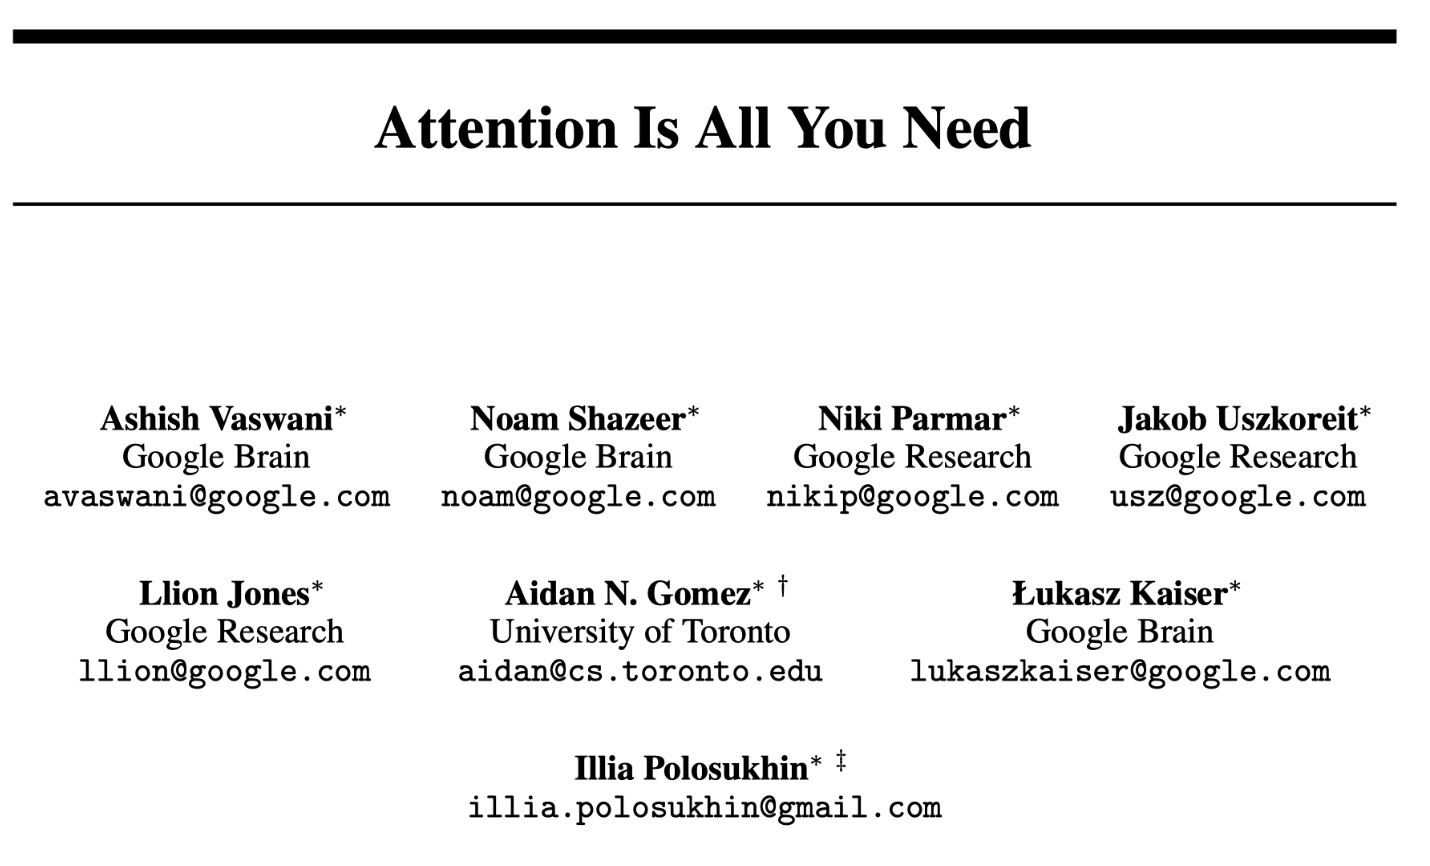 Attention Is All You Need
Ashish Vaswani* Noam Shazeer* Niki Parmar* Jakob Uszkoreit*
Google Brain Google Brain Google Research Google Research
avaswani@google.com noam@google.com nikip@google.com usz@google.com
Llion Jones* Aidan N. Gomez* † Łukasz Kaiser*
Google Research University of Toronto Google Brain
llion@google.com aidan@cs.toronto.edu lukaszkaiser@google.com
Illia Polosukhin* ‡
illia.polosukhin@gmail.com